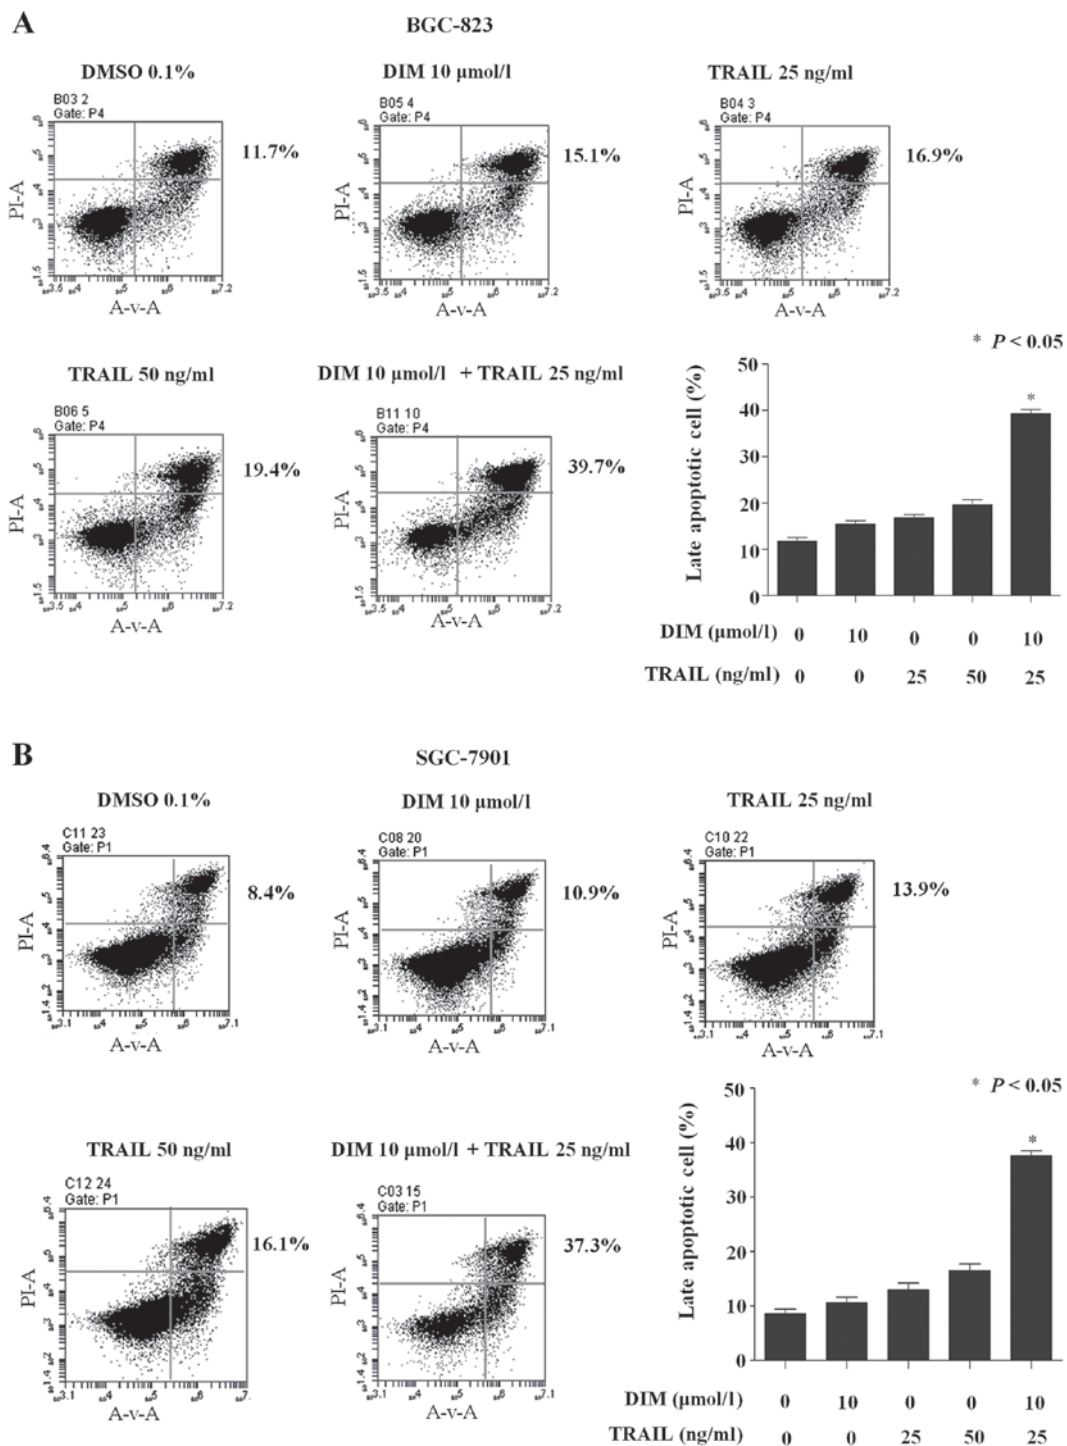 A
BGC-823
DMSO 0.1%
DIM 10 μmol/l
TRAIL 25 ng/ml
B03 2
Gate: P4
11.7%
PI-A
A-v-A
B05 4
Gate: P4
15.1%
PI-A
A-v-A
B04 3
Gate: P4
16.9%
PI-A
A-v-A
TRAIL 50 ng/ml
DIM 10 μmol/l + TRAIL 25 ng/ml
B06 5
Gate: P4
19.4%
PI-A
A-v-A
B11 10
Gate: P4
39.7%
PI-A
A-v-A
* P < 0.05
Late apoptotic cell (%)
50
40
30
20
10
0
*
DIM (μmol/l) 0 10 0 0 10
TRAIL (ng/ml) 0 0 25 50 25
B
SGC-7901
DMSO 0.1%
DIM 10 μmol/l
TRAIL 25 ng/ml
C11 23
Gate: P1
8.4%
PI-A
A-v-A
C08 20
Gate: P1
10.9%
PI-A
A-v-A
C10 22
Gate: P1
13.9%
PI-A
A-v-A
TRAIL 50 ng/ml
DIM 10 μmol/l + TRAIL 25 ng/ml
C12 24
Gate: P1
16.1%
PI-A
A-v-A
C03 15
Gate: P1
37.3%
PI-A
A-v-A
* P < 0.05
Late apoptotic cell (%)
50
40
30
20
10
0
*
DIM (μmol/l) 0 10 0 0 10
TRAIL (ng/ml) 0 0 25 50 25